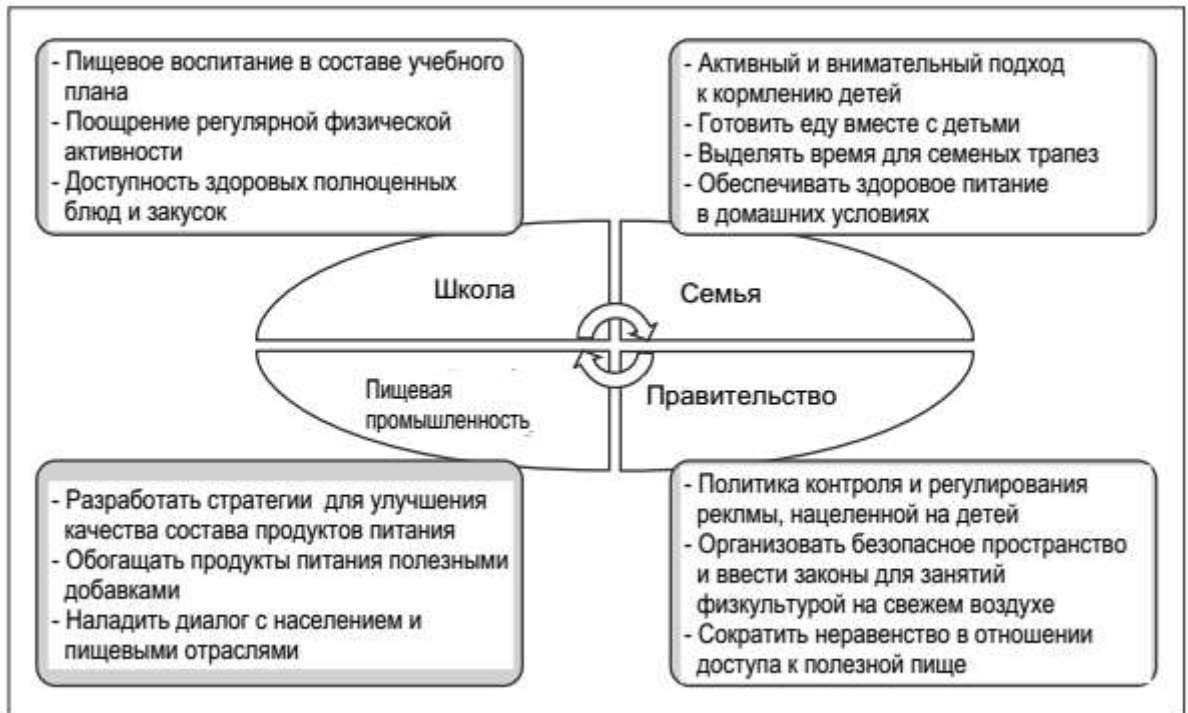 - Пищевое воспитание в составе учебного
плана
- Поощрение регулярной физической
активности
- Доступность здоровых полноценных
блюд и закусок
- Активный и внимательный подход
к кормлению детей
- Готовить еду вместе с детьми
- Выделять время для семеных трапез
- Обеспечивать здоровое питание
в домашних условиях
Школа
Семья
Пищевая
промышленность
Правительство
- Разработать стратегии для улучшения
качества состава продуктов питания
- Обогащать продукты питания полезными
добавками
- Наладить диалог с населением и
пищевыми отраслями
- Политика контроля и регулирования
реклмы, нацеленной на детей
- Организовать безопасное пространство
и ввести законы для занятий
физкультурой на свежем воздухе
- Сократить неравенство в отношении
доступа к полезной пище